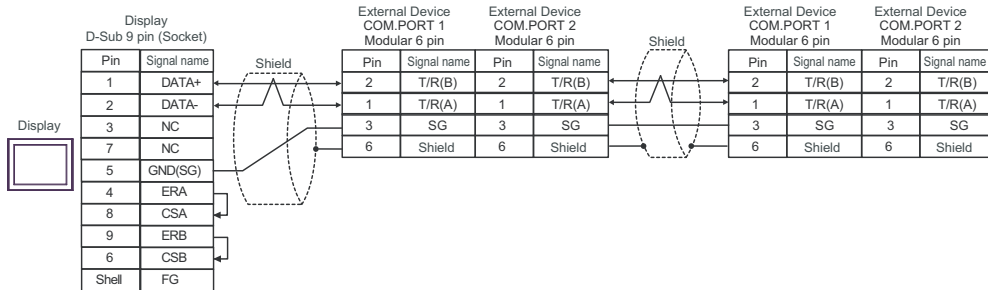 Display
D-Sub 9 pin (Socket)
Pin Signal name
1 DATA+
2 DATA-
3 NC
7 NC
5 GND(SG)
4 ERA
8 CSA
9 ERB
6 CSB
Shell FG
Display
Shield
External Device
COM.PORT 1
Modular 6 pin
Pin Signal name
2 T/R(B)
1 T/R(A)
3 SG
6 Shield
External Device
COM.PORT 2
Modular 6 pin
Pin Signal name
2 T/R(B)
1 T/R(A)
3 SG
6 Shield
Shield
External Device
COM.PORT 1
Modular 6 pin
Pin Signal name
2 T/R(B)
1 T/R(A)
3 SG
6 Shield
External Device
COM.PORT 2
Modular 6 pin
Pin Signal name
2 T/R(B)
1 T/R(A)
3 SG
6 Shield